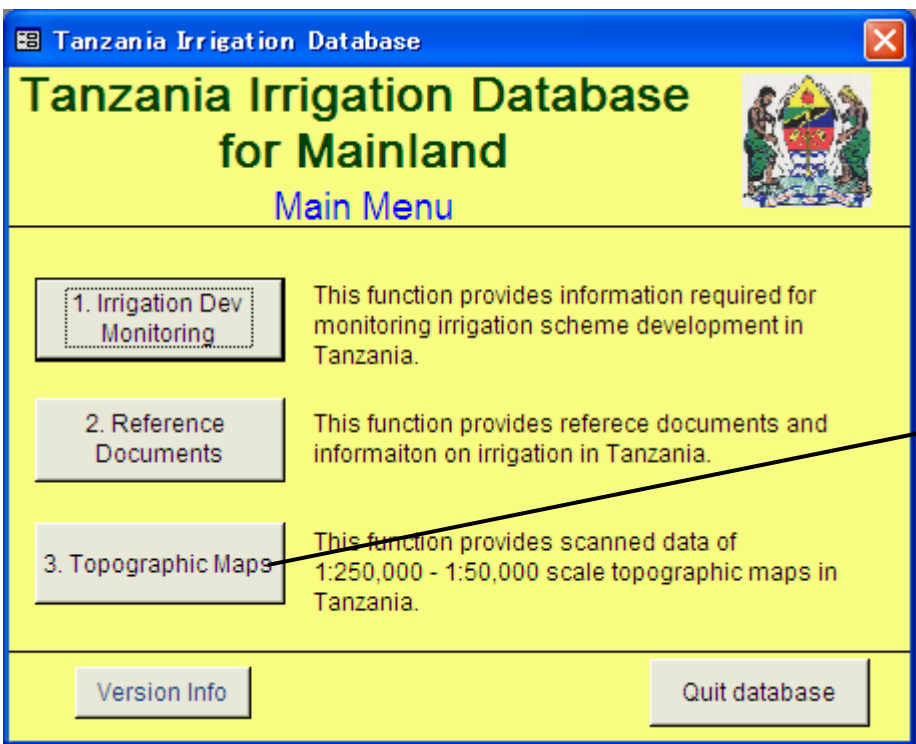 Tanzania Irrigation Database
Tanzania Irrigation Database
for Mainland
Main Menu
1. Irrigation Dev
Monitoring
This function provides information required for
monitoring irrigation scheme development in
Tanzania.
2. Reference
Documents
This function provides referece documents and
informaiton on irrigation in Tanzania.
3. Topographic Maps
This function provides scanned data of
1:250,000 - 1:50,000 scale topographic maps in
Tanzania.
Version Info
Quit database